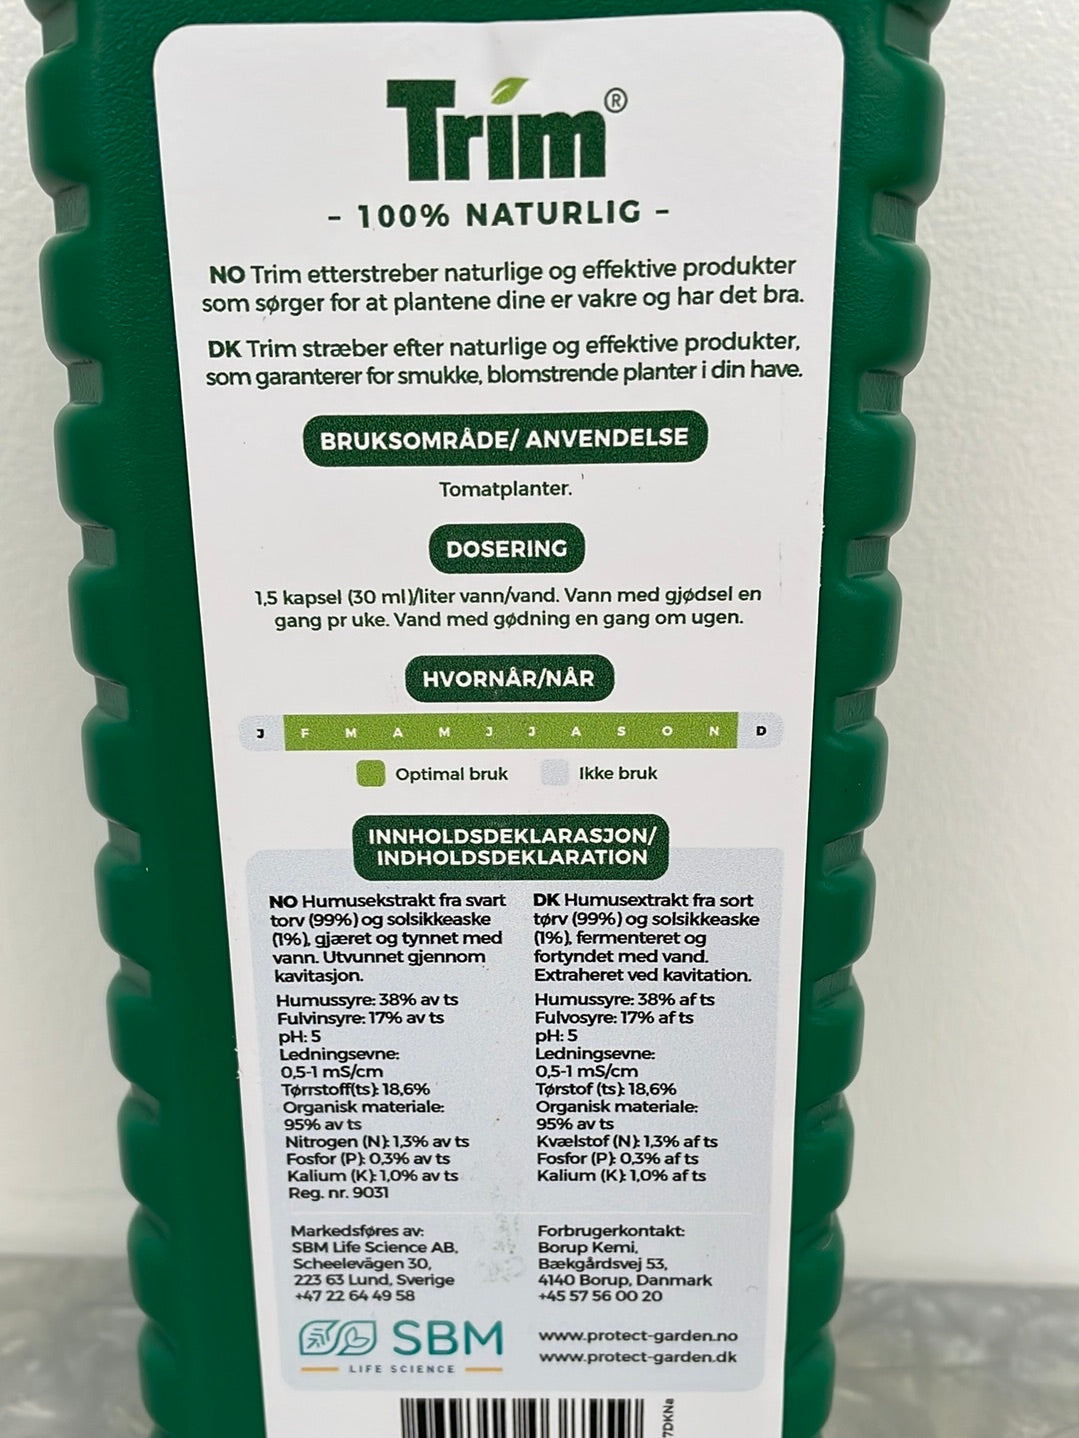 Trim®
- 100% NATURLIG -
NO Trim etterstreber naturlige og effektive produkter
som sørger for at plantene dine er vakre og har det bra.
DK Trim stræber efter naturlige og effektive produkter,
som garanterer for smukke, blomstrende planter i din have.
BRUKSOMRÅDE/ ANVENDELSE
Tomatplanter.
DOSERING
1,5 kapsel (30 ml)/liter vann/vand. Vann med gjødsel en
gang pr uke. Vand med gødning en gang om ugen.
HVORNÅR/NÅR
J F M A M J J A S O N D
Optimal bruk Ikke bruk
INNHOLDSDEKLARASJON/
INDHOLDSDEKLARATION
NO Humusekstrakt fra svart
torv (99%) og solsikkeaske
(1%), gjæret og tynnet med
vann. Utvunnet gjennom
kavitasjon.
Humussyre: 38% av ts
Fulvinsyre: 17% av ts
pH: 5
Ledningsevne:
0,5-1 mS/cm
Tørrstoff(ts): 18,6%
Organisk materiale:
95% av ts
Nitrogen (N): 1,3% av ts
Fosfor (P): 0,3% av ts
Kalium (K): 1,0% av ts
Reg. nr. 9031
DK Humusextrakt fra sort
tørv (99%) og solsikkeaske
(1%), fermenteret og
fortyndet med vand.
Extraheret ved kavitation.
Humussyre: 38% af ts
Fulvosyre: 17% af ts
pH: 5
Ledningsevne:
0,5-1 mS/cm
Tørstof (ts): 18,6%
Organisk materiale:
95% av ts
Kvælstof (N): 1,3% af ts
Fosfor (P): 0,3% af ts
Kalium (K): 1,0% af ts
Markedsføres av:
SBM Life Science AB,
Scheelevägen 30,
223 63 Lund, Sverige
+47 22 64 49 58
Forbrugerkontakt:
Borup Kemi,
Bækgårdsvej 53,
4140 Borup, Danmark
+45 57 56 00 20
SBM
LIFE SCIENCE
www.protect-garden.no
www.protect-garden.dk
7DKNa